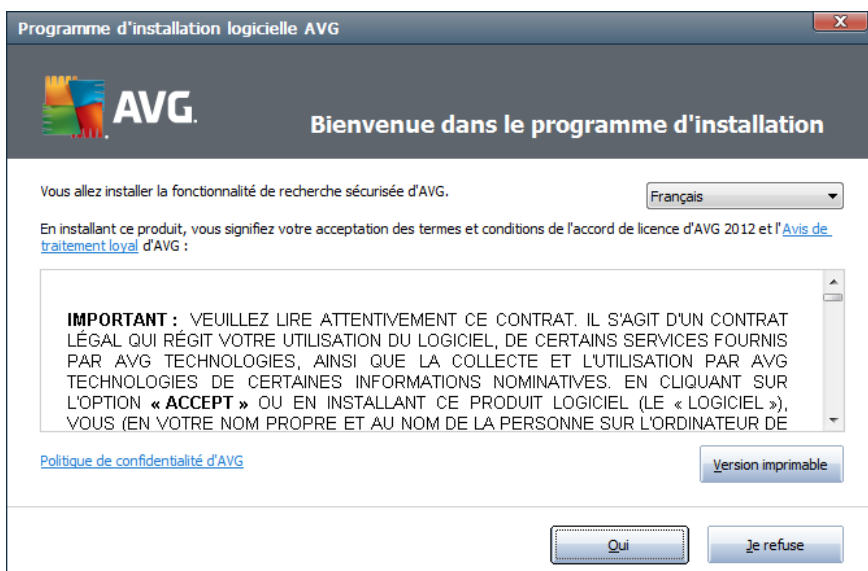 Programme d'installation logicielle AVG
AVG.
Bienvenue dans le programme d'installation
Vous allez installer la fonctionnalité de recherche sécurisée d'AVG.
Français
En installant ce produit, vous signifiez votre acceptation des termes et conditions de l'accord de licence d'AVG 2012 et l'Avis de
traitement loyal d'AVG :
IMPORTANT : VEUILLEZ LIRE ATTENTIVEMENT CE CONTRAT. IL S'AGIT D'UN CONTRAT
LÉGAL QUI RÉGIT VOTRE UTILISATION DU LOGICIEL, DE CERTAINS SERVICES FOURNIS
PAR AVG TECHNOLOGIES, AINSI QUE LA COLLECTE ET L'UTILISATION PAR AVG
TECHNOLOGIES DE CERTAINES INFORMATIONS NOMINATIVES. EN CLIQUANT SUR
L'OPTION « ACCEPT » OU EN INSTALLANT CE PRODUIT LOGICIEL (LE « LOGICIEL »),
VOUS (EN VOTRE NOM PROPRE ET AU NOM DE LA PERSONNE SUR L'ORDINATEUR DE
Politique de confidentialité d'AVG
Version imprimable
Oui
Je refuse